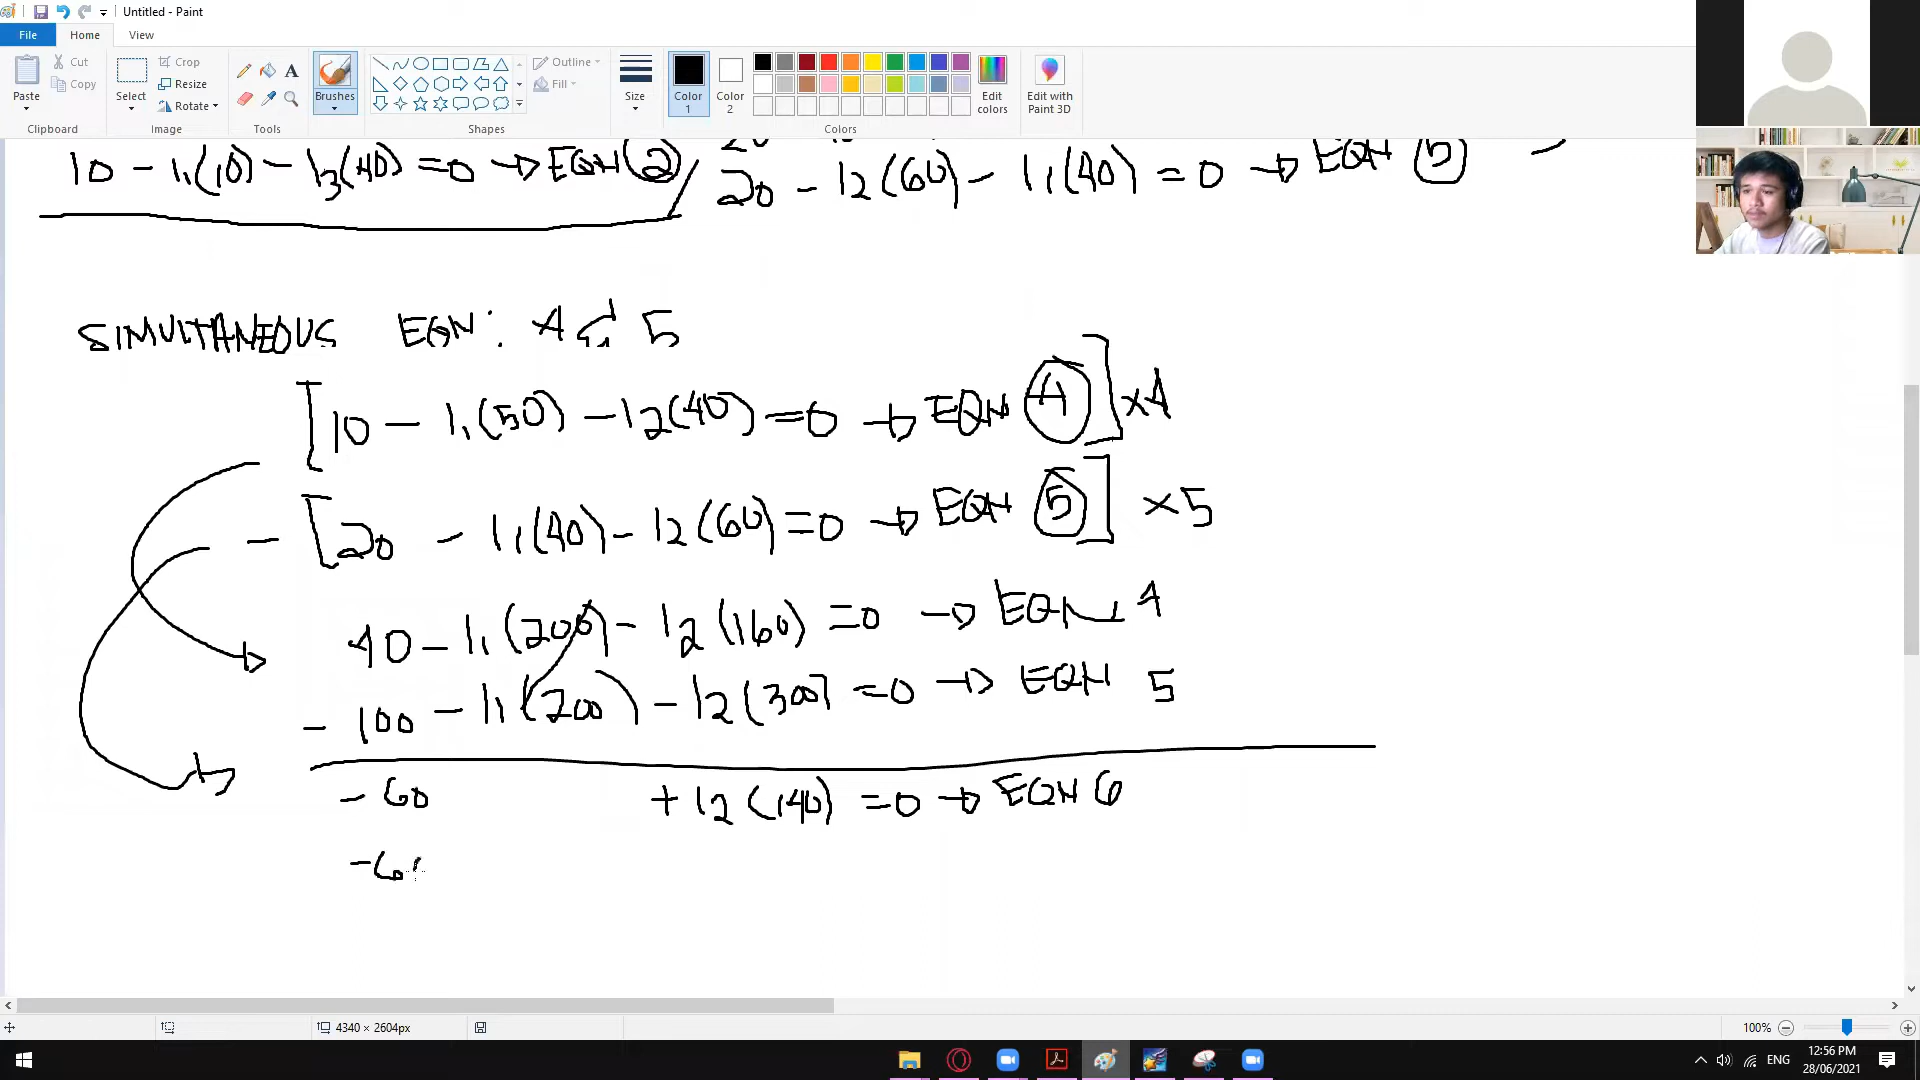 Untitled - Paint
File Home View
Paste Cut Copy Clipboard
Select Crop Resize Rotate Image
Tools
Brushes
Outline Fill Shapes
Size
Color 1 Color 2 Edit colors Colors
Edit with Paint 3D
10 - I1(10) - I3(40) = 0 → EQN 2
20 - I2(60) - I1(40) = 0 → EQN 5
SIMULTANEOUS EQN: 4 & 5
[10 - I1(50) - I2(40) = 0 → EQN 4] x4
- [20 - I1(40) - I2(60) = 0 → EQN 5] x5
40 - I1(200) - I2(160) = 0 → EQN 4
- 100 - I1(200) - I2(300) = 0 → EQN 5
- 60 + I2(140) = 0 → EQN 6
-60
4340 × 2604px
100%
ENG
12:56 PM
28/06/2021